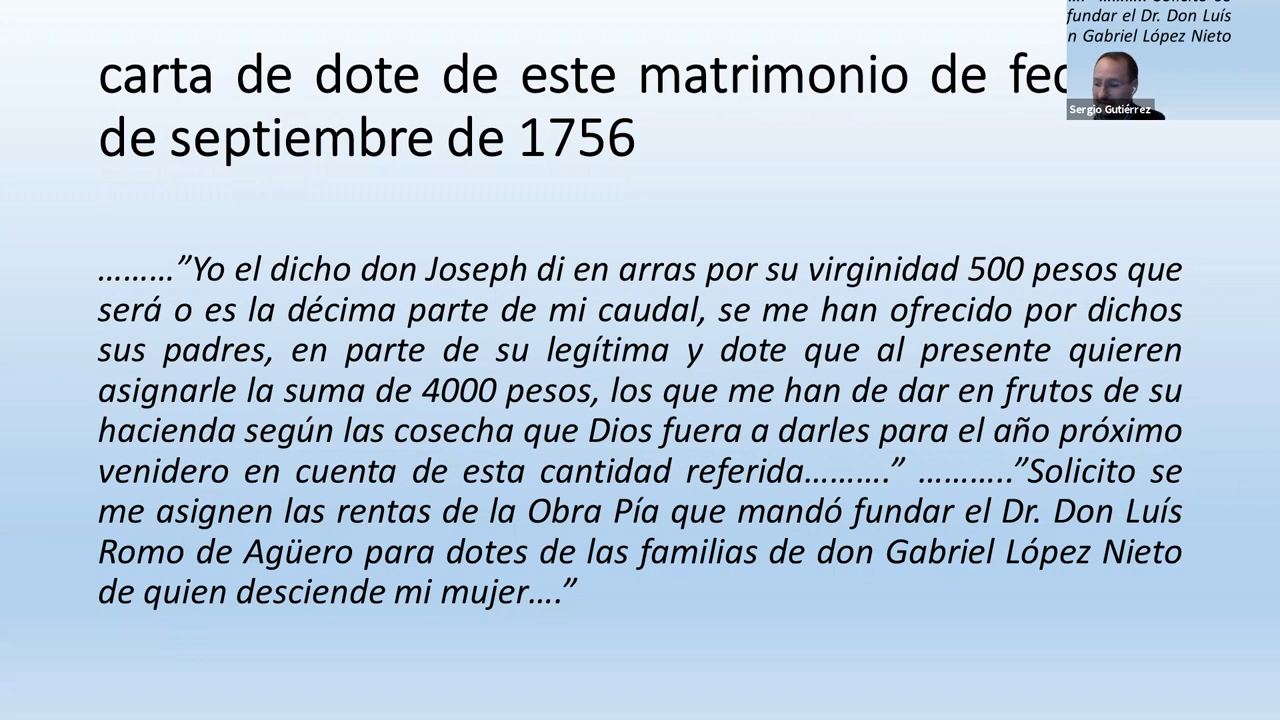 carta de dote de este matrimonio de
de septiembre de 1756
………”Yo el dicho don Joseph di en arras por su virginidad 500 pesos que
será o es la décima parte de mi caudal, se me han ofrecido por dichos
sus padres, en parte de su legítima y dote que al presente quieren
asignarle la suma de 4000 pesos, los que me han de dar en frutos de su
hacienda según las cosecha que Dios fuera a darles para el año próximo
venidero en cuenta de esta cantidad referida……….” ………..”Solicito se
me asignen las rentas de la Obra Pía que mandó fundar el Dr. Don Luís
Romo de Agüero para dotes de las familias de don Gabriel López Nieto
de quien desciende mi mujer….”
fundar el Dr. Don Luís
n Gabriel López Nieto
Sergio Gutiérrez